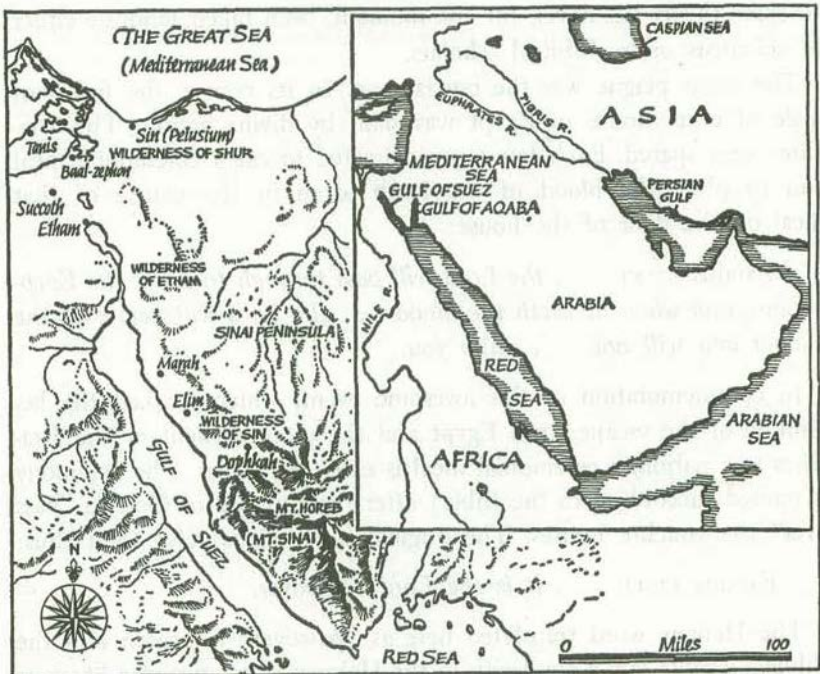 THE GREAT SEA
(Mediterranean Sea)
Tanis
Baal-zephon
Sin (Pelusium)
WILDERNESS OF SHUR
Succoth
Etham
WILDERNESS
OF ETHAM
SINAI PENINSULA
Marah
Elim
WILDERNESS
OF SIN
Dophkah
MT. HOREB
(MT. SINAI)
GULF OF SUEZ
N
RED SEA
0 Miles 100
CASPIAN SEA
ASIA
TIGRIS R.
EUPHRATES R.
MEDITERRANEAN
SEA
GULF OF SUEZ
GULF OF AQABA
PERSIAN
GULF
NILE R.
ARABIA
RED
SEA
ARABIAN
SEA
AFRICA